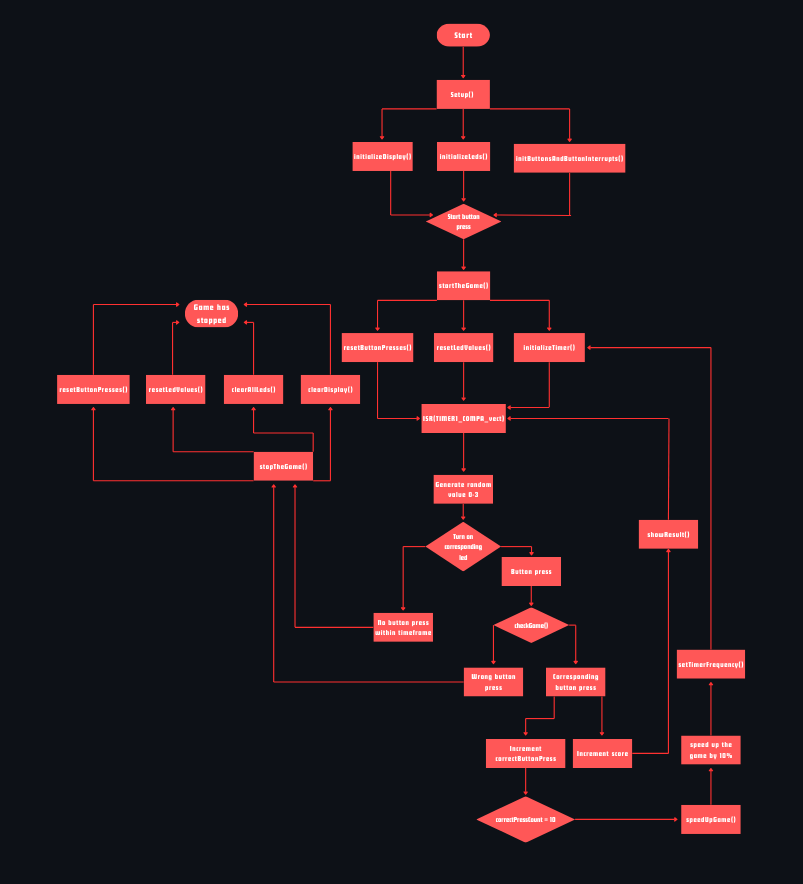 Start
Setup()
initializeDisplay()
initializeLeds()
initButtonsAndButtonInterrupts()
Start button
press
startTheGame()
Game has
stopped
resetButtonPresses()
resetLedValues()
initializeTimer()
resetButtonPresses()
resetLedValues()
clearAllLeds()
clearDisplay()
ISR(TIMER1_COMPA_vect)
stopTheGame()
Generate random
value 0-3
showResult()
Turn on
corresponding
led
Button press
No button press
within timeframe
checkGame()
setTimerFrequency()
Wrong button
press
Corresponding
button press
Increment
correctButtonPress
Increment score
speed up the
game by 10%
correctPressCount = 10
speedUpGame()